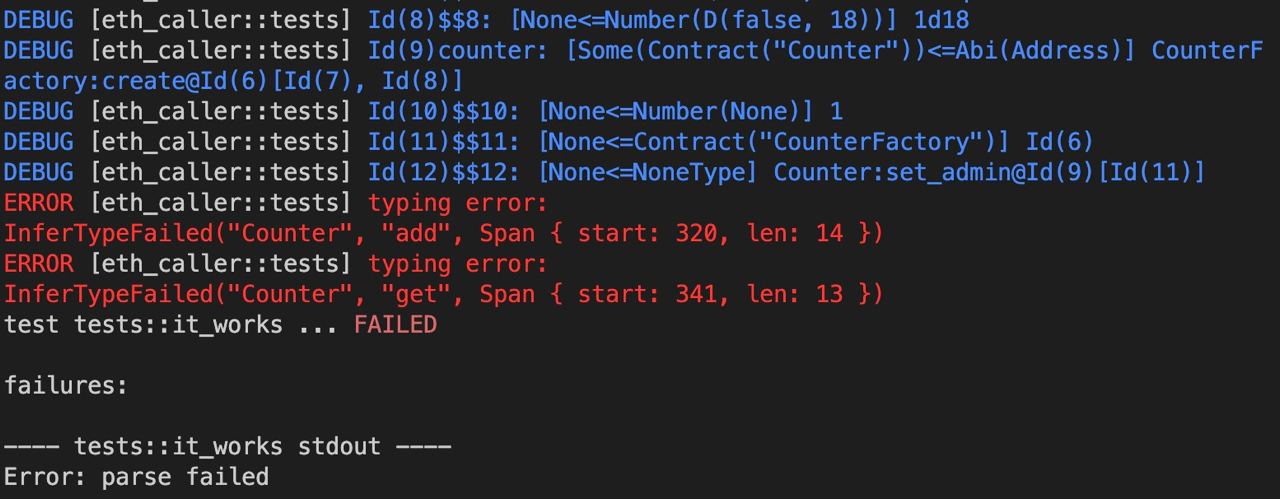 DEBUG [eth_caller::tests] Id(8)$$8: [None<=Number(D(false, 18))] 1d18
DEBUG [eth_caller::tests] Id(9)counter: [Some(Contract("Counter"))<=Abi(Address)] CounterF
actory:create@Id(6)[Id(7), Id(8)]
DEBUG [eth_caller::tests] Id(10)$$10: [None<=Number(None)] 1
DEBUG [eth_caller::tests] Id(11)$$11: [None<=Contract("CounterFactory")] Id(6)
DEBUG [eth_caller::tests] Id(12)$$12: [None<=NoneType] Counter:set_admin@Id(9)[Id(11)]
ERROR [eth_caller::tests] typing error:
InferTypeFailed("Counter", "add", Span { start: 320, len: 14 })
ERROR [eth_caller::tests] typing error:
InferTypeFailed("Counter", "get", Span { start: 341, len: 13 })
test tests::it_works ... FAILED
failures:
---- tests::it_works stdout ----
Error: parse failed